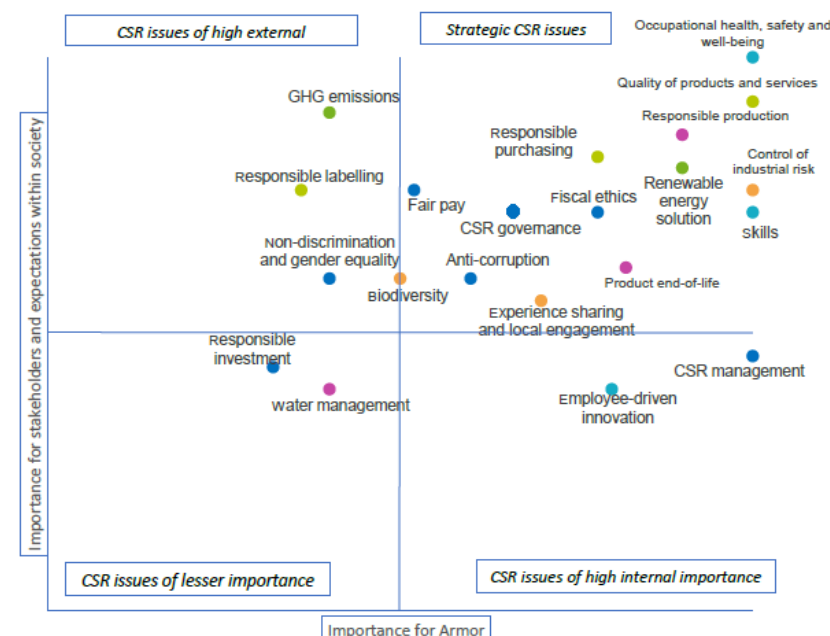 CSR issues of high external
Strategic CSR issues
Occupational health, safety and
well-being
Quality of products and services
GHG emissions
Responsible production
Responsible
purchasing
Control of
industrial risk
Responsible labelling
Renewable
energy
solution
Fair pay
Fiscal ethics
CSR governance
Skills
Non-discrimination
and gender equality
Anti-corruption
Biodiversity
Product end-of-life
Experience sharing
and local engagement
Responsible
investment
CSR management
Water management
Employee-driven
innovation
Importance for stakeholders and expectations within society
CSR issues of lesser importance
CSR issues of high internal importance
Importance for Armor